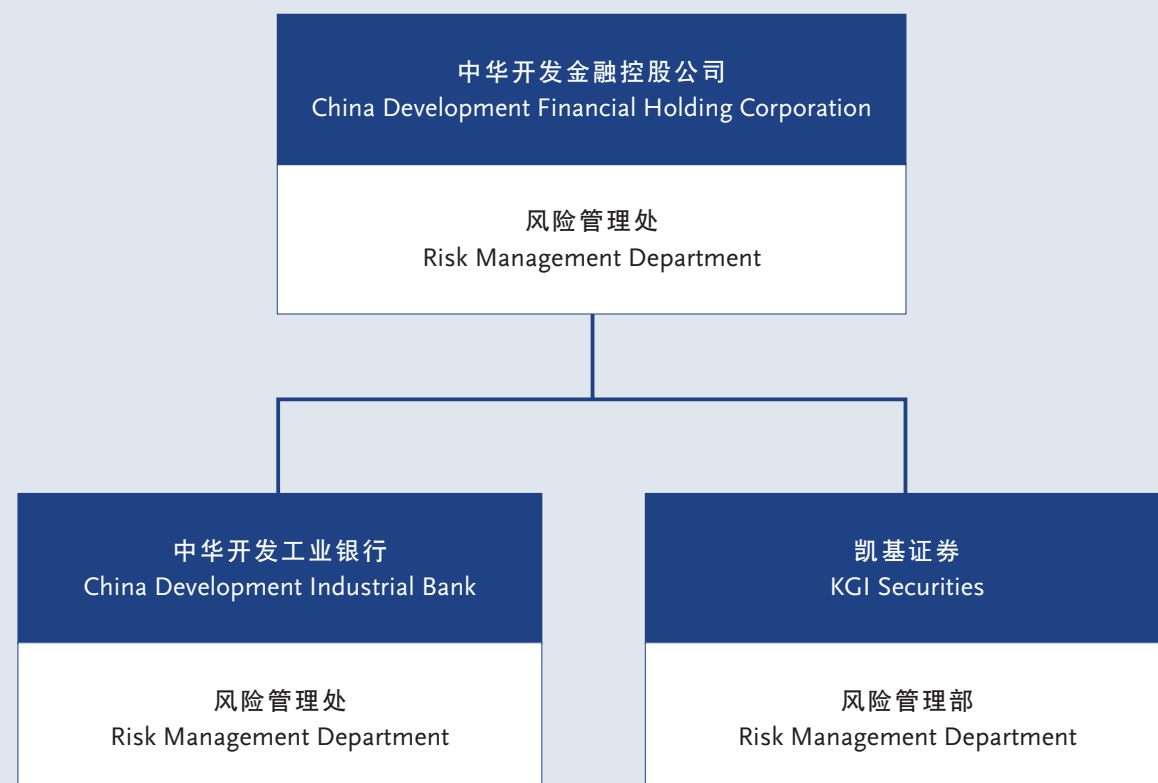 中华开发金融控股公司
China Development Financial Holding Corporation
风险管理处
Risk Management Department
中华开发工业银行
China Development Industrial Bank
风险管理处
Risk Management Department
凯基证券
KGI Securities
风险管理部
Risk Management Department